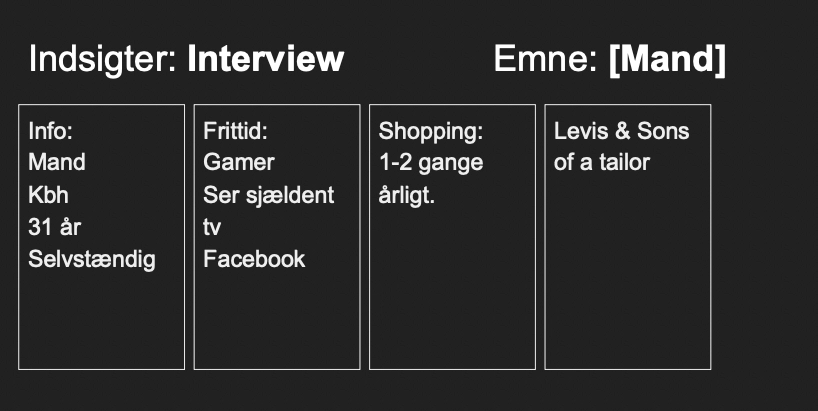 Indsigter: Interview
Emne: [Mand]
Info:
Mand
Kbh
31 år
Selvstændig
Frittid:
Gamer
Ser sjældent
tv
Facebook
Shopping:
1-2 gange
årligt.
Levis & Sons
of a tailor